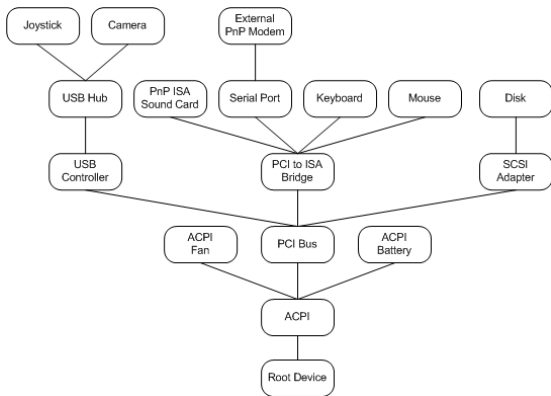 Joystick
Camera
External
PnP Modem
USB Hub
PnP ISA
Sound Card
Serial Port
Keyboard
Mouse
Disk
USB
Controller
PCI to ISA
Bridge
SCSI
Adapter
ACPI
Fan
PCI Bus
ACPI
Battery
ACPI
Root Device